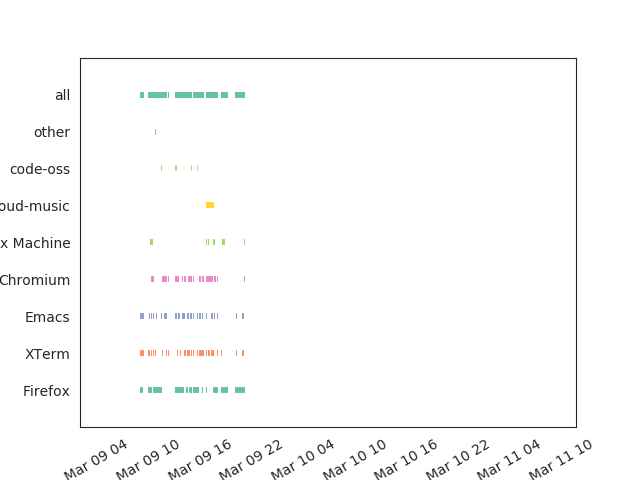 all
other
code-oss
oud-music
x Machine
Chromium
Emacs
XTerm
Firefox
Mar 09 04
Mar 09 10
Mar 09 16
Mar 09 22
Mar 10 04
Mar 10 10
Mar 10 16
Mar 10 22
Mar 11 04
Mar 11 10